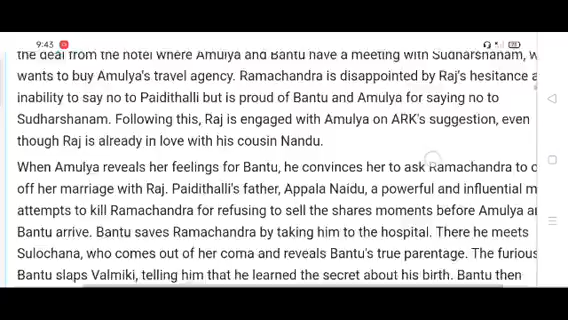 9:43
the deal from the hotel where Amulya and Bantu have a meeting with Sudharshanam, w
wants to buy Amulya's travel agency. Ramachandra is disappointed by Raj's hesitance a
inability to say no to Paidithalli but is proud of Bantu and Amulya for saying no to
Sudharshanam. Following this, Raj is engaged with Amulya on ARK's suggestion, even
though Raj is already in love with his cousin Nandu.
When Amulya reveals her feelings for Bantu, he convinces her to ask Ramachandra to c
off her marriage with Raj. Paidithalli's father, Appala Naidu, a powerful and influential m
attempts to kill Ramachandra for refusing to sell the shares moments before Amulya a
Bantu arrive. Bantu saves Ramachandra by taking him to the hospital. There he meets
Sulochana, who comes out of her coma and reveals Bantu's true parentage. The furious
Bantu slaps Valmiki, telling him that he learned the secret about his birth. Bantu then